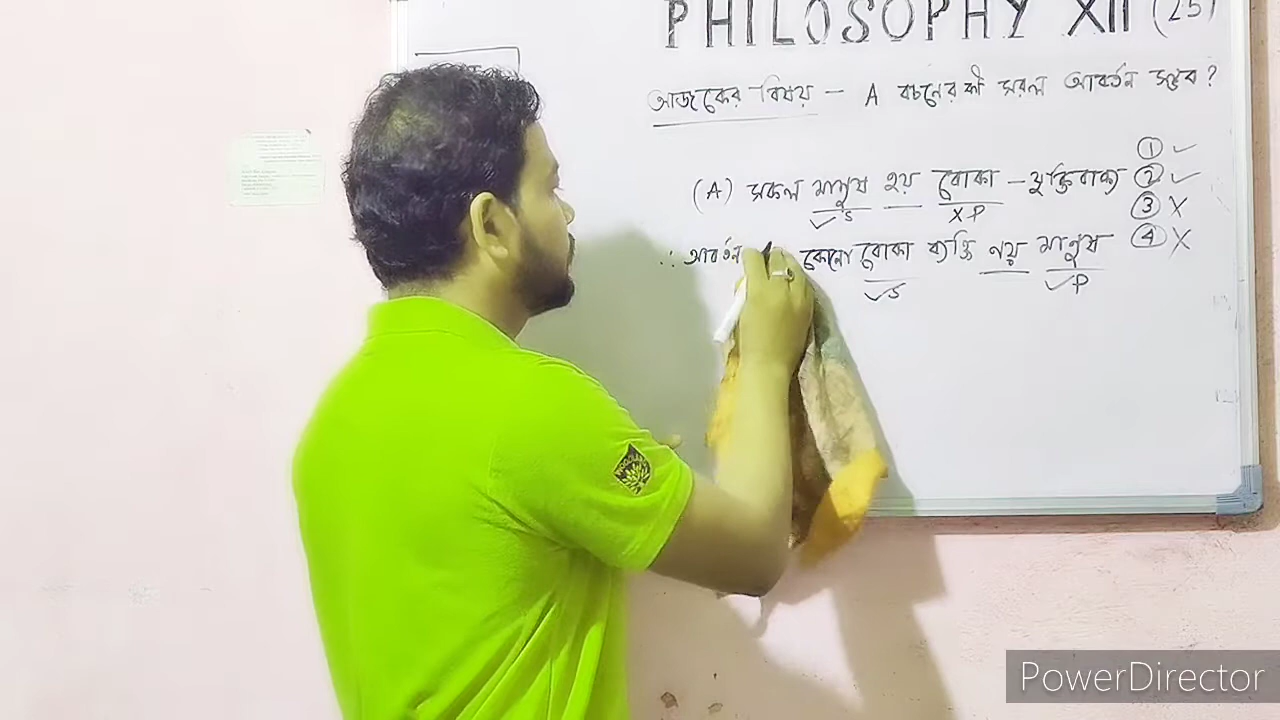 PHILOSOPHY XII (25)
আজকের বিষয় - A বচনের কী সরল আবর্তন সম্ভব ?
(A) সকল মানুষ হয় বোকা - যুক্তিবাক্য
S X P
∴ আবর্তন কোনো বোকা ব্যক্তি নয় মানুষ
S P
① ✓
② ✓
③ X
④ X
PowerDirector